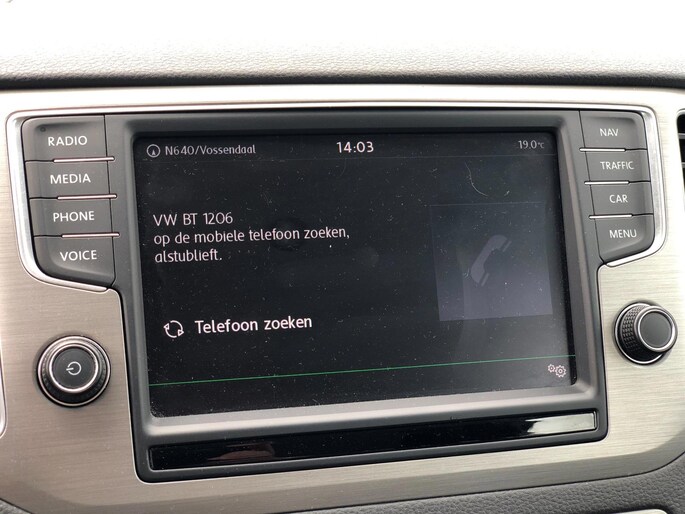 RADIO
MEDIA
PHONE
VOICE
N640/Vossendaal 14:03 19.0°C
VW BT 1206
op de mobiele telefoon zoeken,
alstublieft.
Telefoon zoeken
NAV
TRAFFIC
CAR
MENU